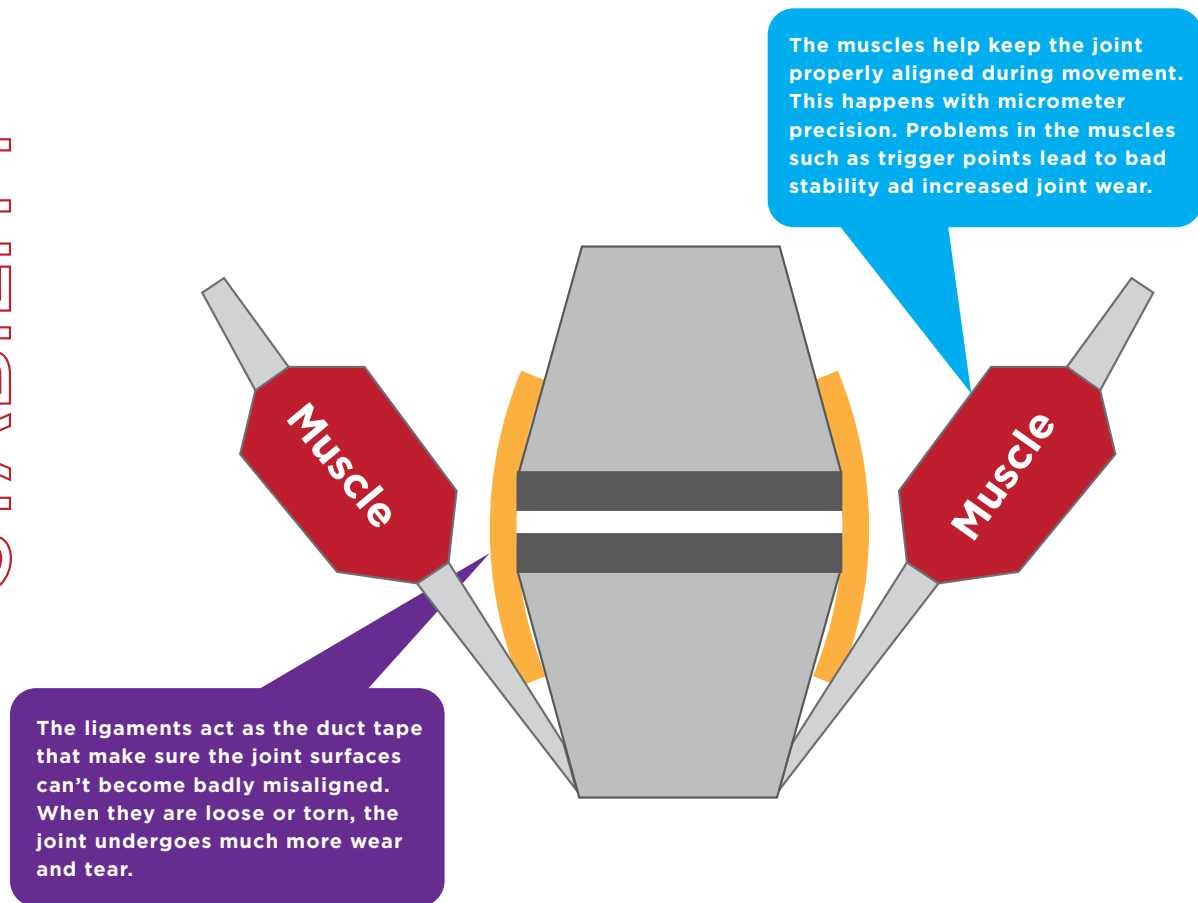 The muscles help keep the joint
properly aligned during movement.
This happens with micrometer
precision. Problems in the muscles
such as trigger points lead to bad
stability ad increased joint wear.
Muscle
Muscle
The ligaments act as the duct tape
that make sure the joint surfaces
can’t become badly misaligned.
When they are loose or torn, the
joint undergoes much more wear
and tear.